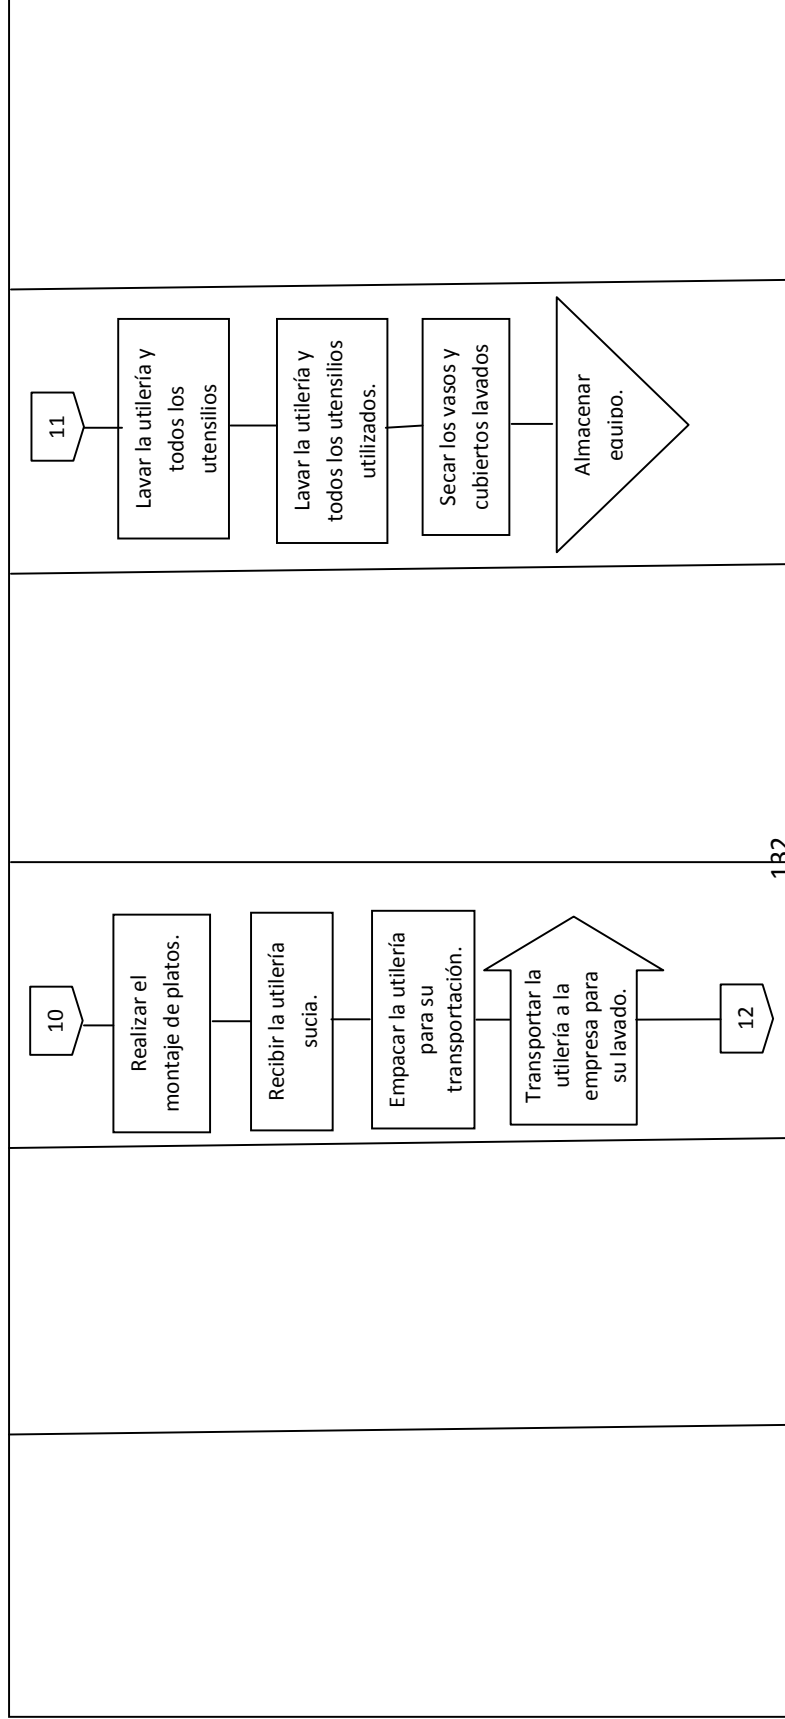 10
Realizar el
montaje de platos.
Recibir la utilería
sucia.
Empacar la utilería
para su
transportación.
Transportar la
utilería a la
empresa para
su lavado.
12
11
Lavar la utilería y
todos los
utensilios
Lavar la utilería y
todos los utensilios
utilizados.
Secar los vasos y
cubiertos lavados
Almacenar
equipo.
132